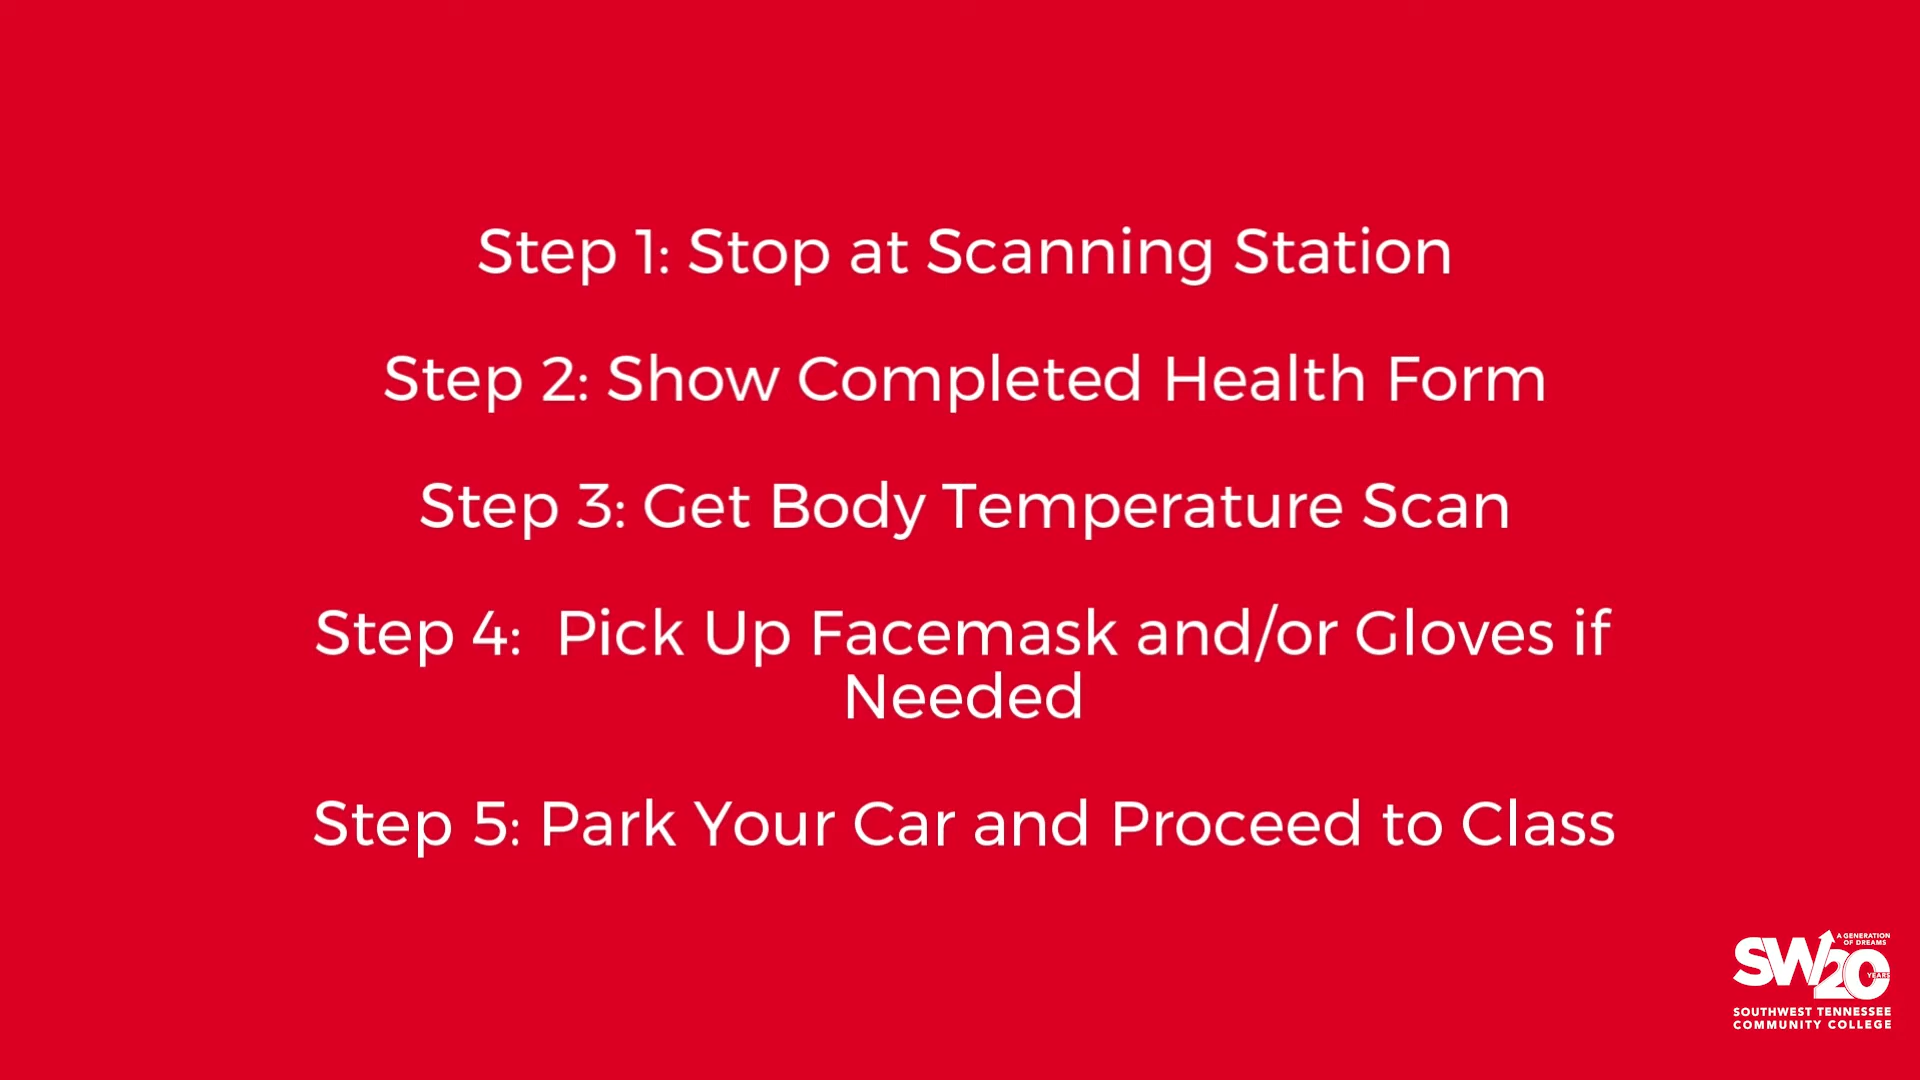 Step 1: Stop at Scanning Station
Step 2: Show Completed Health Form
Step 3: Get Body Temperature Scan
Step 4:  Pick Up Facemask and/or Gloves if
Needed
Step 5: Park Your Car and Proceed to Class
A GENERATION
OF DREAMS
SW20
YEARS
SOUTHWEST TENNESSEE
COMMUNITY COLLEGE